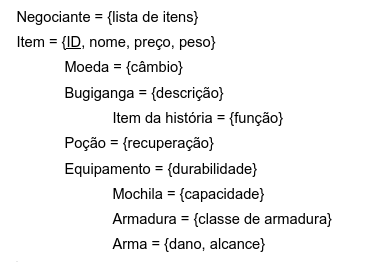 Negociante = {lista de itens}
Item = {ID, nome, preço, peso}
Moeda = {câmbio}
Bugiganga = {descrição}
Item da história = {função}
Poção = {recuperação}
Equipamento = {durabilidade}
Mochila = {capacidade}
Armadura = {classe de armadura}
Arma = {dano, alcance}